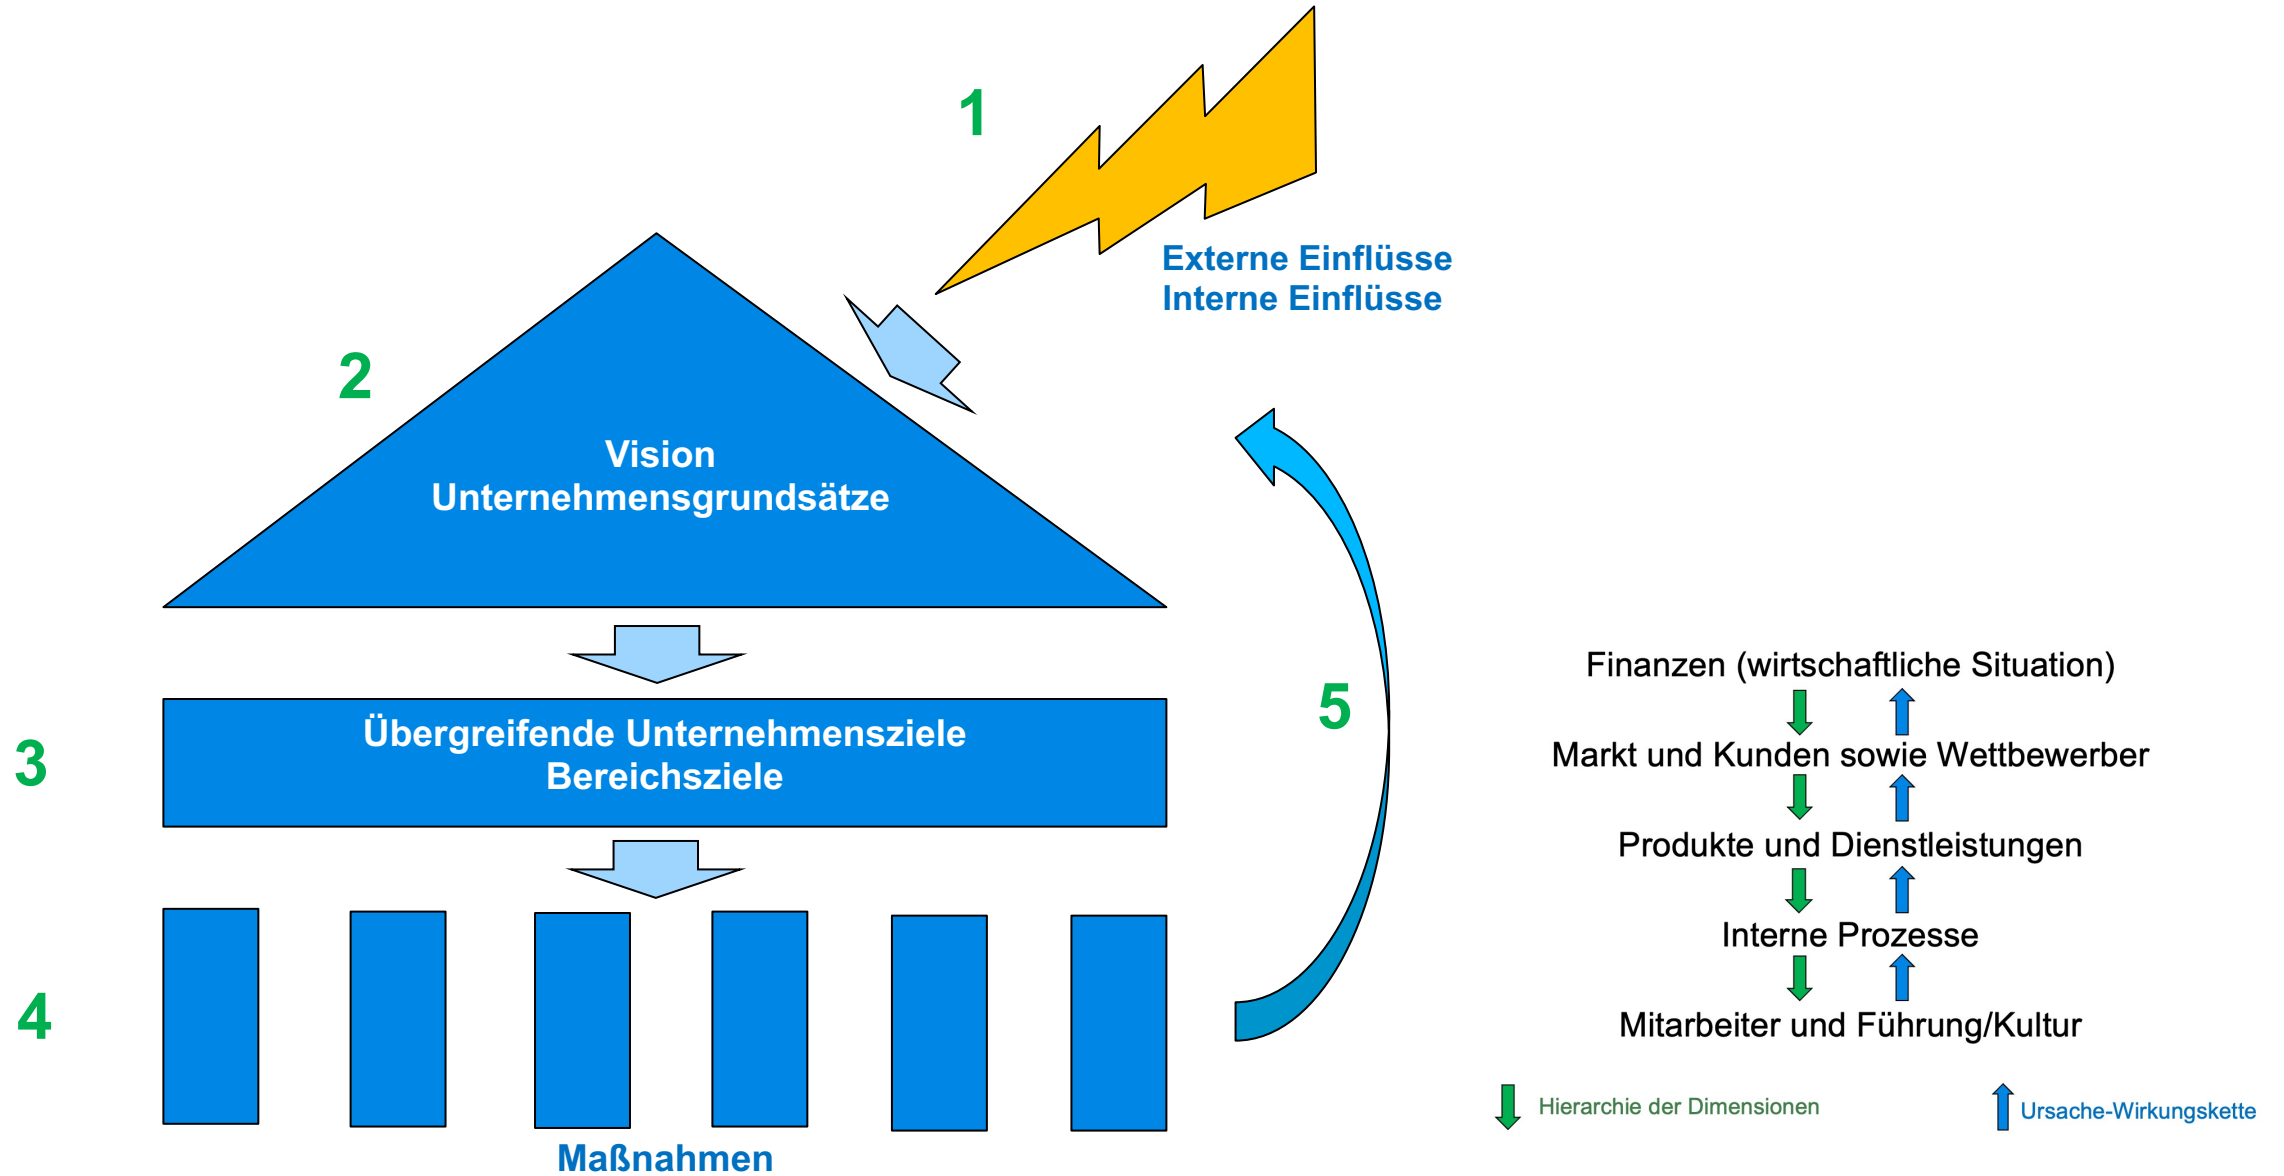 1
Externe Einflüsse
Interne Einflüsse
2
Vision
Unternehmensgrundsätze
3
Übergreifende Unternehmensziele
Bereichsziele
4
Maßnahmen
5
Finanzen (wirtschaftliche Situation)
Markt und Kunden sowie Wettbewerber
Produkte und Dienstleistungen
Interne Prozesse
Mitarbeiter und Führung/Kultur
Hierarchie der Dimensionen
Ursache-Wirkungskette